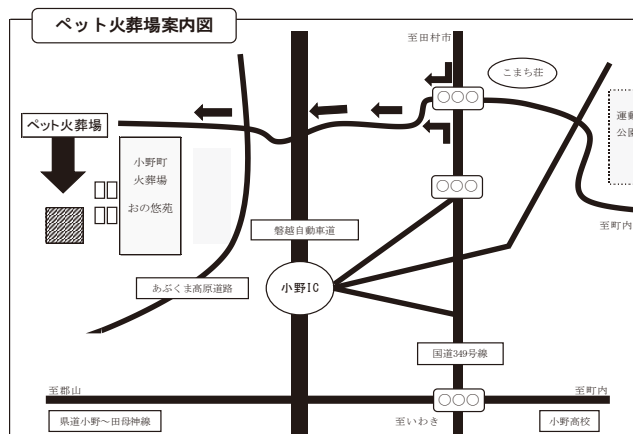 ペット火葬場案内図
至田村市
こまち荘
運動
公園
ペット火葬場
小野町
火葬場
おの悠苑
至町内
磐越自動車道
あぶくま高原道路
小野IC
国道349号線
至郡山
至町内
県道小野〜田母神線
至いわき
小野高校